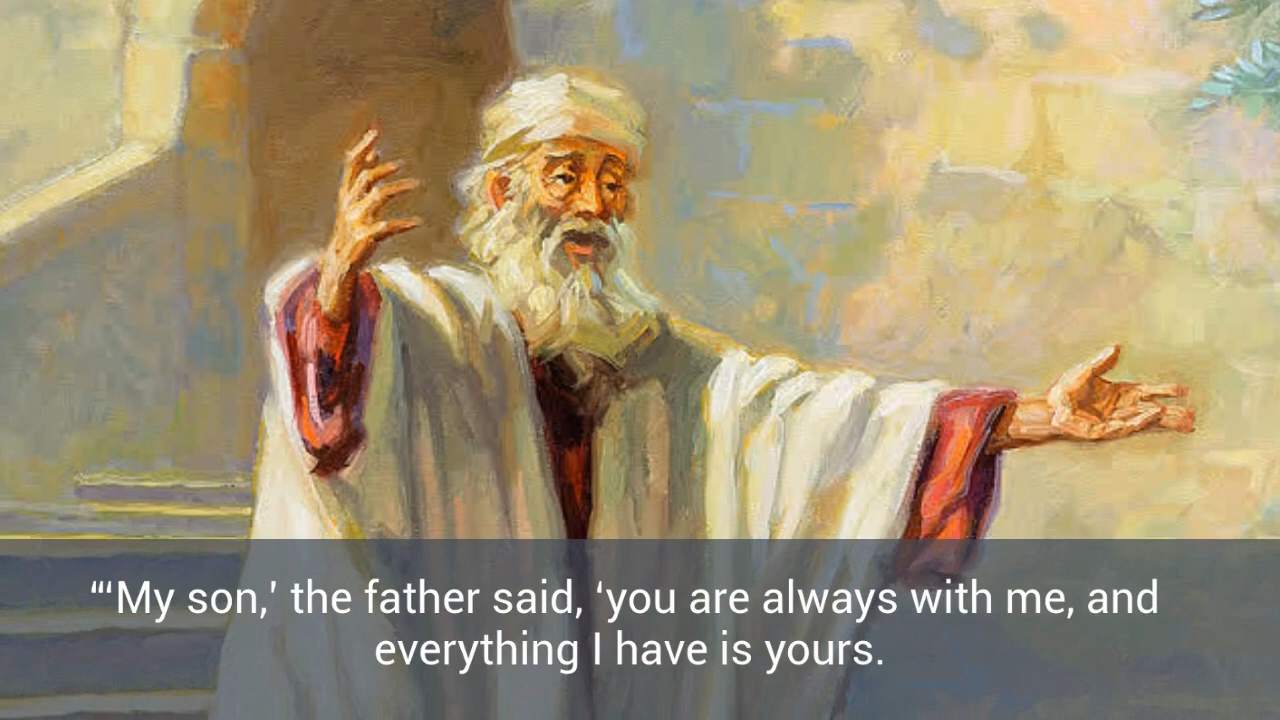 “‘My son,’ the father said, ‘you are always with me, and
everything I have is yours.